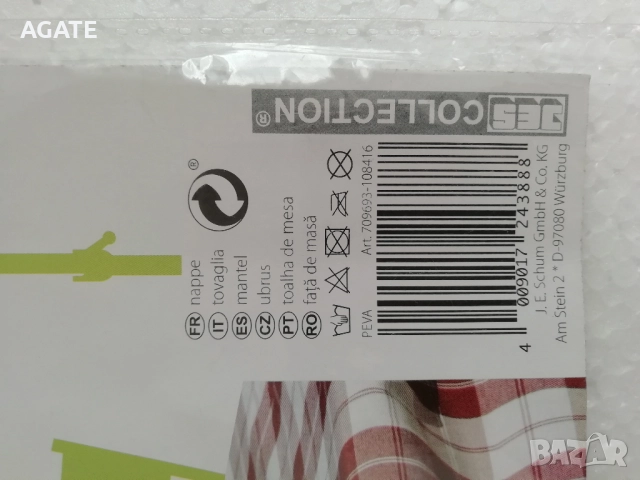 AGATE
JES COLLECTION®
®
FR nappe
IT tovaglia
ES mantel
CZ ubrus
PT toalha de mesa
RO față de masă
PEVA
Art. 709693-108416
4 009017 243888
J. E. Schum GmbH & Co. KG
Am Stein 2 * D-97080 Würzburg
BAZAR